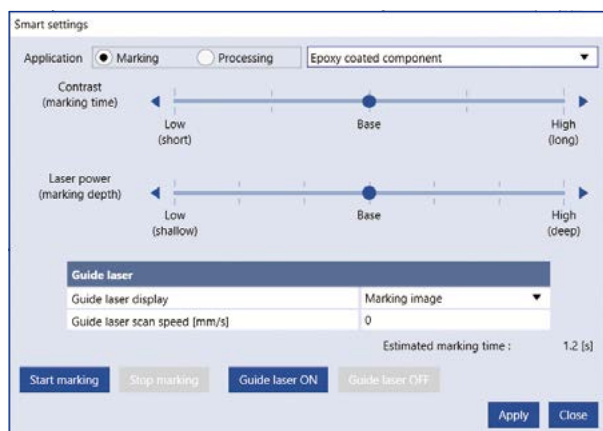 Smart settings
Application Marking Processing Epoxy coated component
Contrast
(marking time)
Low
(short)
Base
High
(long)
Laser power
(marking depth)
Low
(shallow)
Base
High
(deep)
Guide laser
Guide laser display Marking image
Guide laser scan speed [mm/s] 0
Estimated marking time : 1.2 [s]
Start marking Stop marking Guide laser ON Guide laser OFF
Apply Close